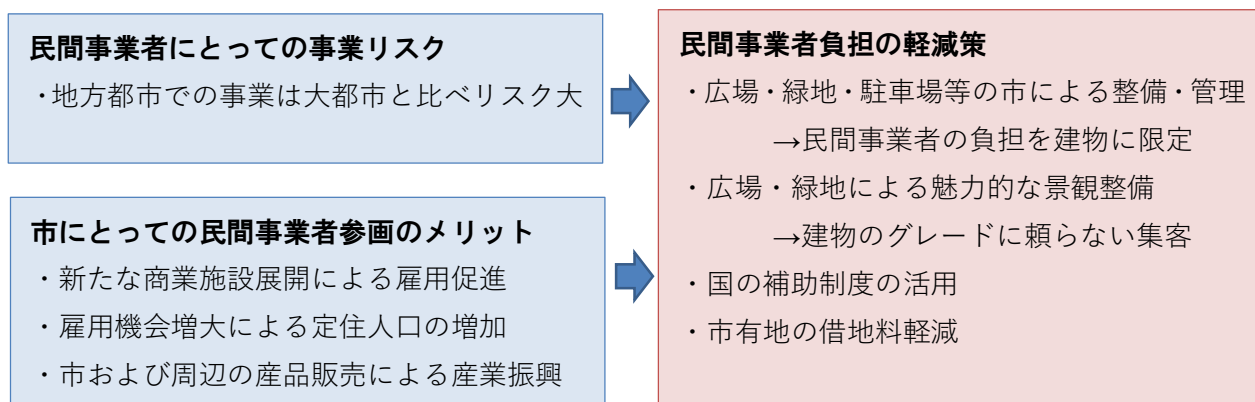 民間事業者にとっての事業リスク
・地方都市での事業は大都市と比べリスク大
市にとっての民間事業者参画のメリット
・新たな商業施設展開による雇用促進
・雇用機会増大による定住人口の増加
・市および周辺の産品販売による産業振興
民間事業者負担の軽減策
・広場・緑地・駐車場等の市による整備・管理
→民間事業者の負担を建物に限定
・広場・緑地による魅力的な景観整備
→建物のグレードに頼らない集客
・国の補助制度の活用
・市有地の借地料軽減